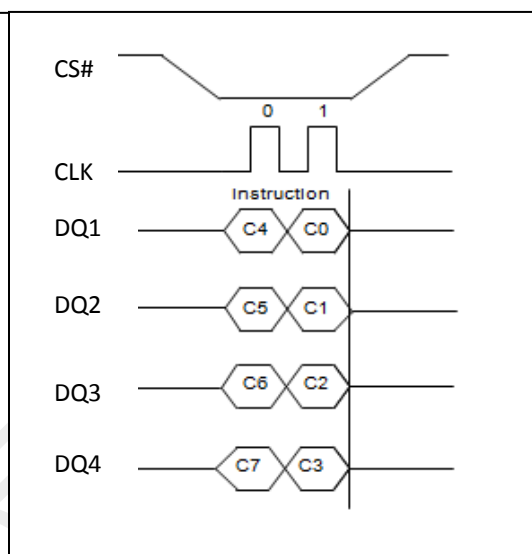 CS#
0 1
CLK
Instruction
DQ1 C4 C0
DQ2 C5 C1
DQ3 C6 C2
DQ4 C7 C3